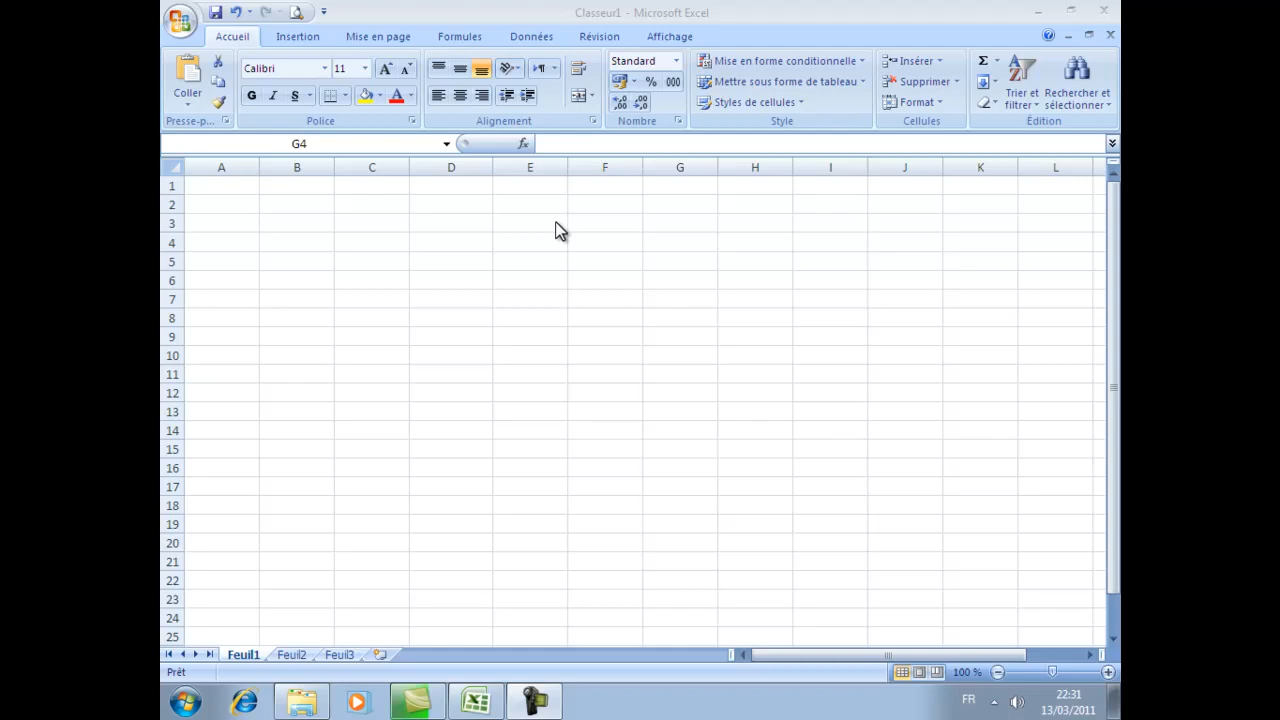 Classeur1 - Microsoft Excel
Accueil Insertion Mise en page Formules Données Révision Affichage
Coller
Calibri 11
G I S
Standard
% 000
Mise en forme conditionnelle
Mettre sous forme de tableau
Styles de cellules
Insérer
Supprimer
Format
Σ
Trier et filtrer
Rechercher et sélectionner
Presse-p... Police Alignement Nombre Style Cellules Édition
G4 fx
A B C D E F G H I J K L
1
2
3
4
5
6
7
8
9
10
11
12
13
14
15
16
17
18
19
20
21
22
23
24
25
Feuil1 Feuil2 Feuil3
Prêt 100 %
FR 22:31
13/03/2011